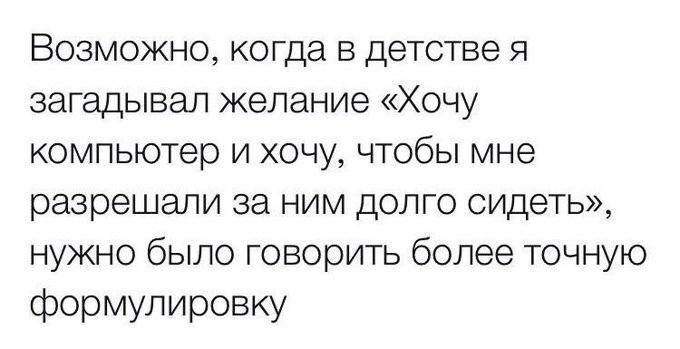 Возможно, когда в детстве я
загадывал желание «Хочу
компьютер и хочу, чтобы мне
разрешали за ним долго сидеть»,
нужно было говорить более точную
формулировку